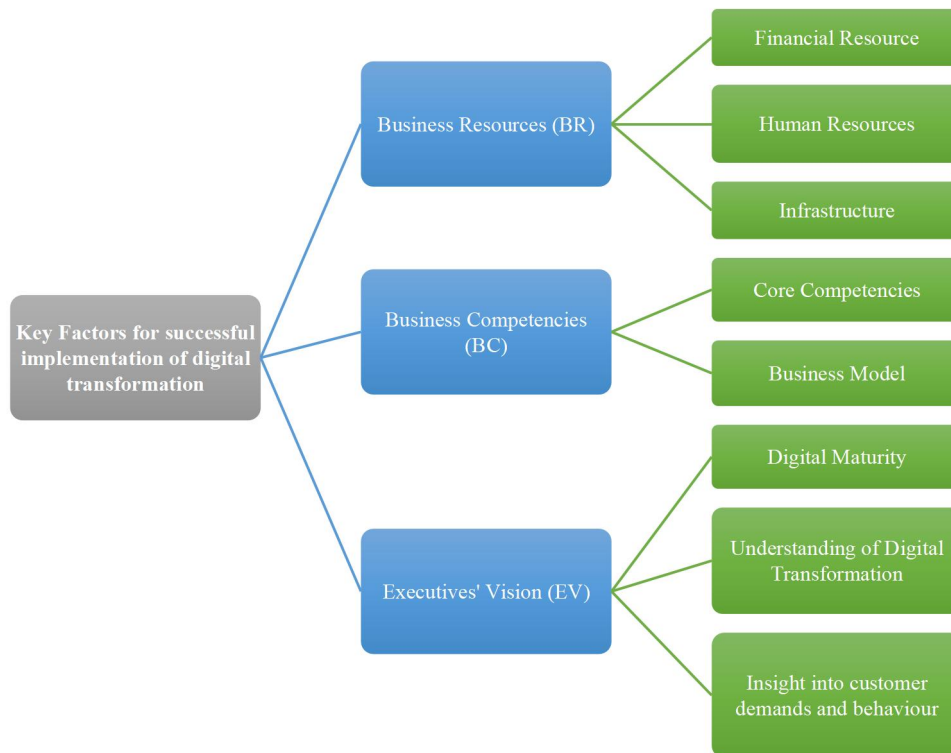 Financial Resource
Business Resources (BR)
Human Resources
Infrastructure
Key Factors for successful
implementation of digital
transformation
Business Competencies
(BC)
Core Competencies
Business Model
Executives' Vision (EV)
Digital Maturity
Understanding of Digital
Transformation
Insight into customer
demands and behaviour